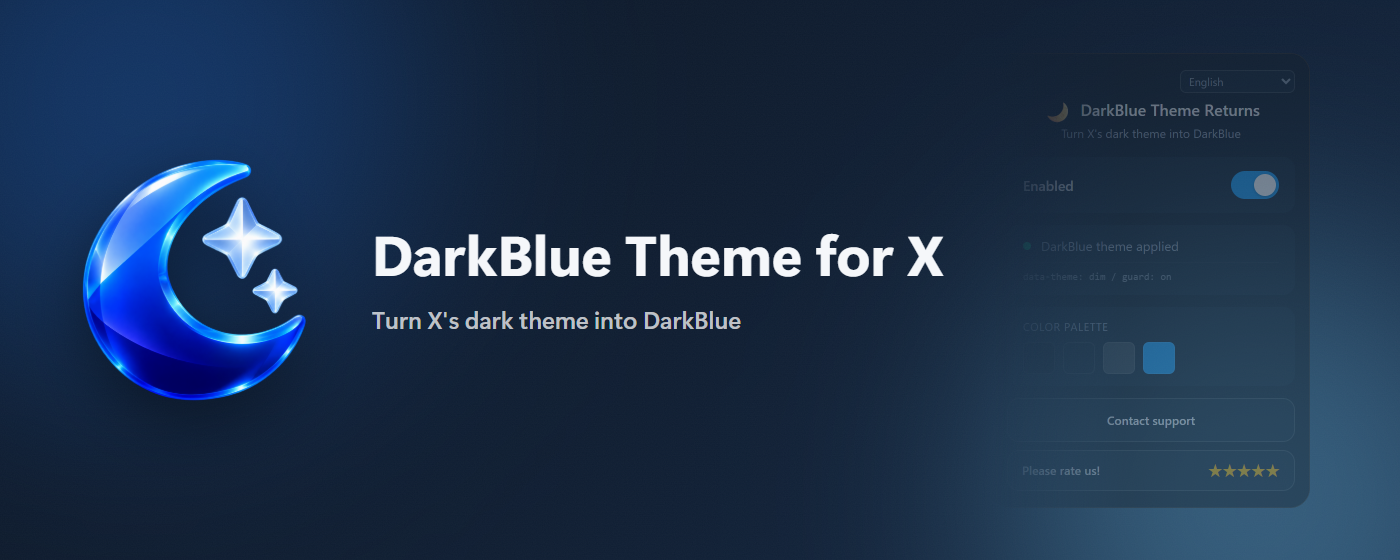 DarkBlue Theme for X
Turn X's dark theme into DarkBlue
English
DarkBlue Theme Returns
Turn X's dark theme into DarkBlue
Enabled
DarkBlue theme applied
data-theme: dim / guard: on
COLOR PALETTE
Contact support
Please rate us! ★★★★★